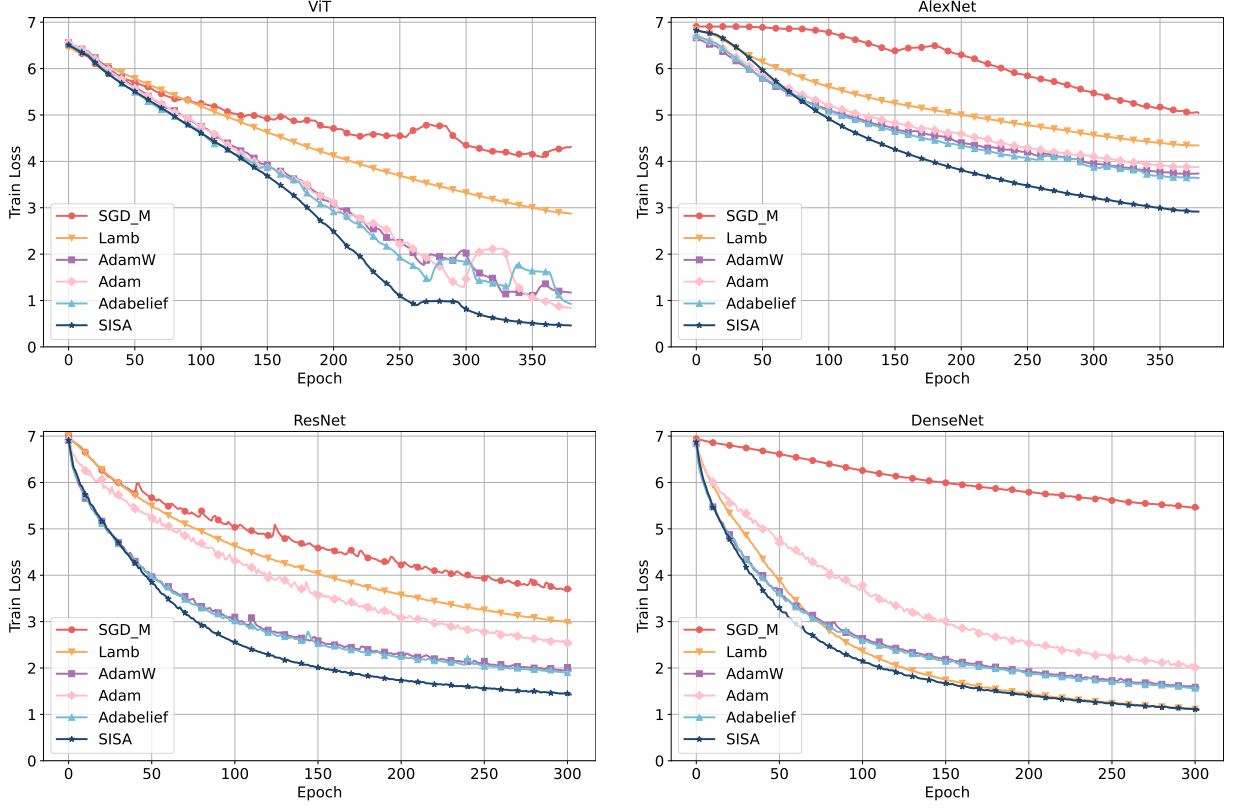 ViT
7
6
5
4
3
2
1
0
Train Loss
SGD_M
Lamb
AdamW
Adam
Adabelief
SISA
0 50 100 150 200 250 300 350
Epoch
AlexNet
7
6
5
4
3
2
1
0
Train Loss
SGD_M
Lamb
AdamW
Adam
Adabelief
SISA
0 50 100 150 200 250 300 350
Epoch
ResNet
7
6
5
4
3
2
1
0
Train Loss
SGD_M
Lamb
AdamW
Adam
Adabelief
SISA
0 50 100 150 200 250 300
Epoch
DenseNet
7
6
5
4
3
2
1
0
Train Loss
SGD_M
Lamb
AdamW
Adam
Adabelief
SISA
0 50 100 150 200 250 300
Epoch